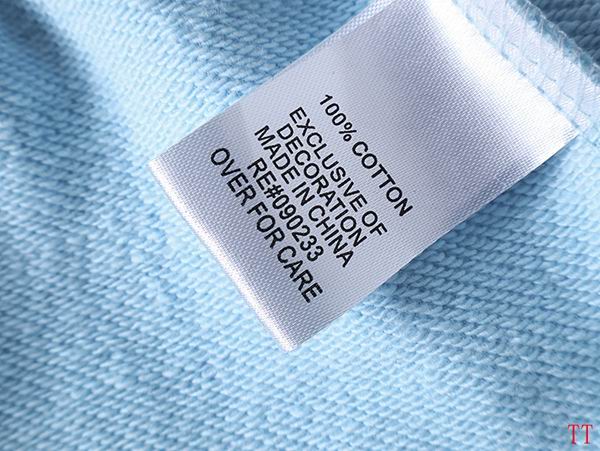 100% COTTON
EXCLUSIVE OF
DECORATION
MADE IN CHINA
RE#090233
OVER FOR CARE
TT